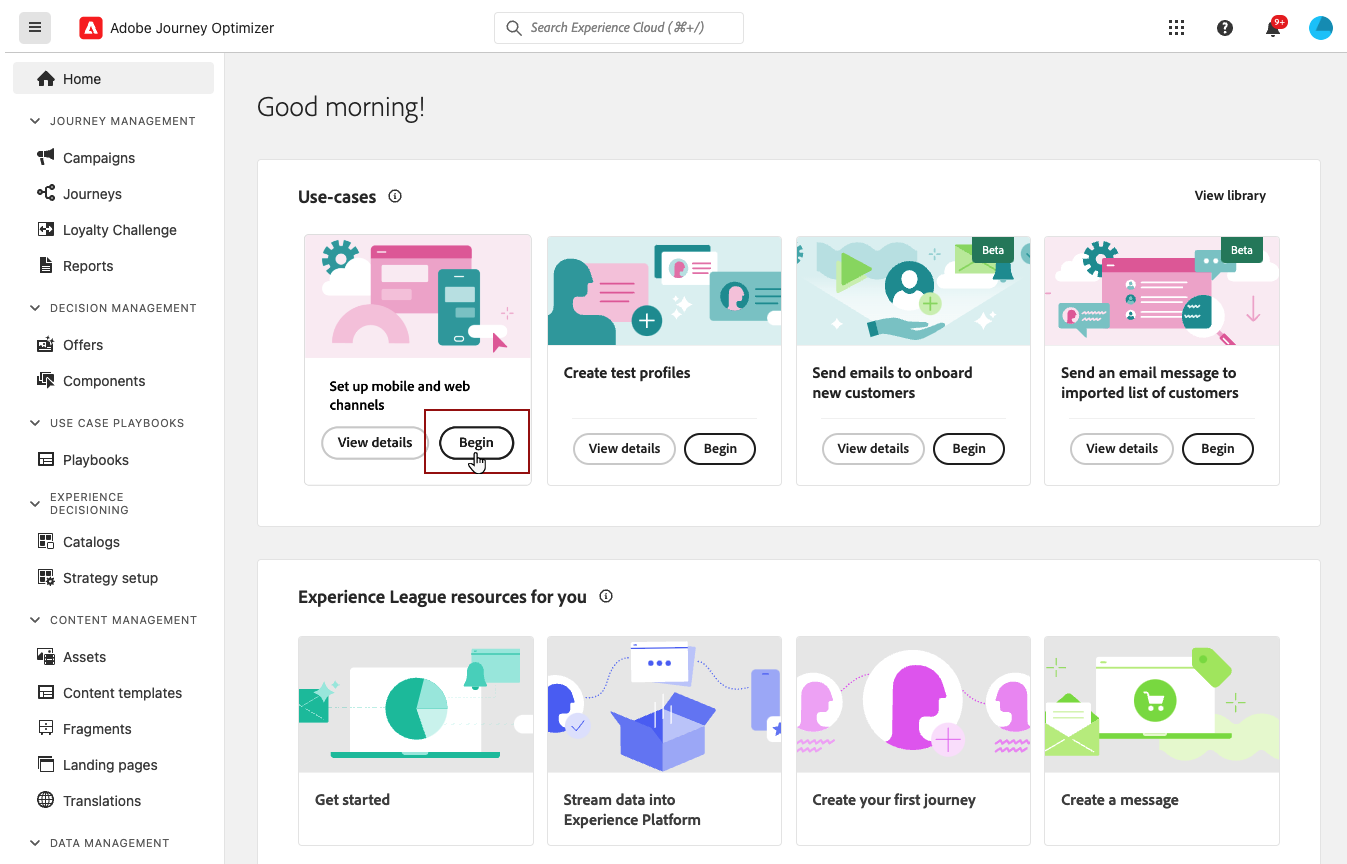 Adobe Journey Optimizer
Search Experience Cloud (⌘+/)
9+
Home
JOURNEY MANAGEMENT
Campaigns
Journeys
Loyalty Challenge
Reports
DECISION MANAGEMENT
Offers
Components
USE CASE PLAYBOOKS
Playbooks
EXPERIENCE
DECISIONING
Catalogs
Strategy setup
CONTENT MANAGEMENT
Assets
Content templates
Fragments
Landing pages
Translations
DATA MANAGEMENT
Good morning!
Use-cases
View library
Set up mobile and web
channels
View details
Begin
Create test profiles
View details
Begin
Beta
Send emails to onboard
new customers
View details
Begin
Beta
Send an email message to
imported list of customers
View details
Begin
Experience League resources for you
Get started
Stream data into
Experience Platform
Create your first journey
Create a message